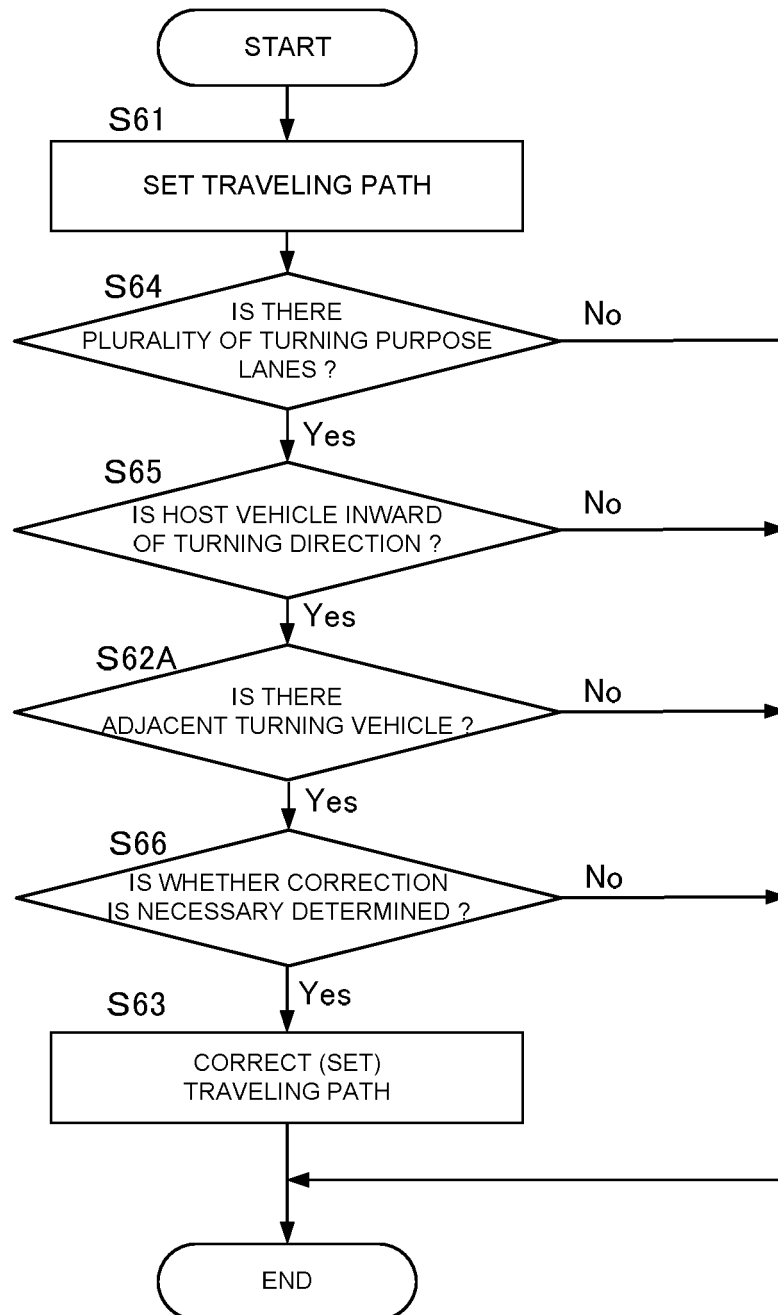 START
S61
SET TRAVELING PATH
S64
IS THERE
PLURALITY OF TURNING PURPOSE
LANES ?
No
Yes
S65
IS HOST VEHICLE INWARD
OF TURNING DIRECTION ?
No
Yes
S62A
IS THERE
ADJACENT TURNING VEHICLE ?
No
Yes
S66
IS WHETHER CORRECTION
IS NECESSARY DETERMINED ?
No
Yes
S63
CORRECT (SET)
TRAVELING PATH
END